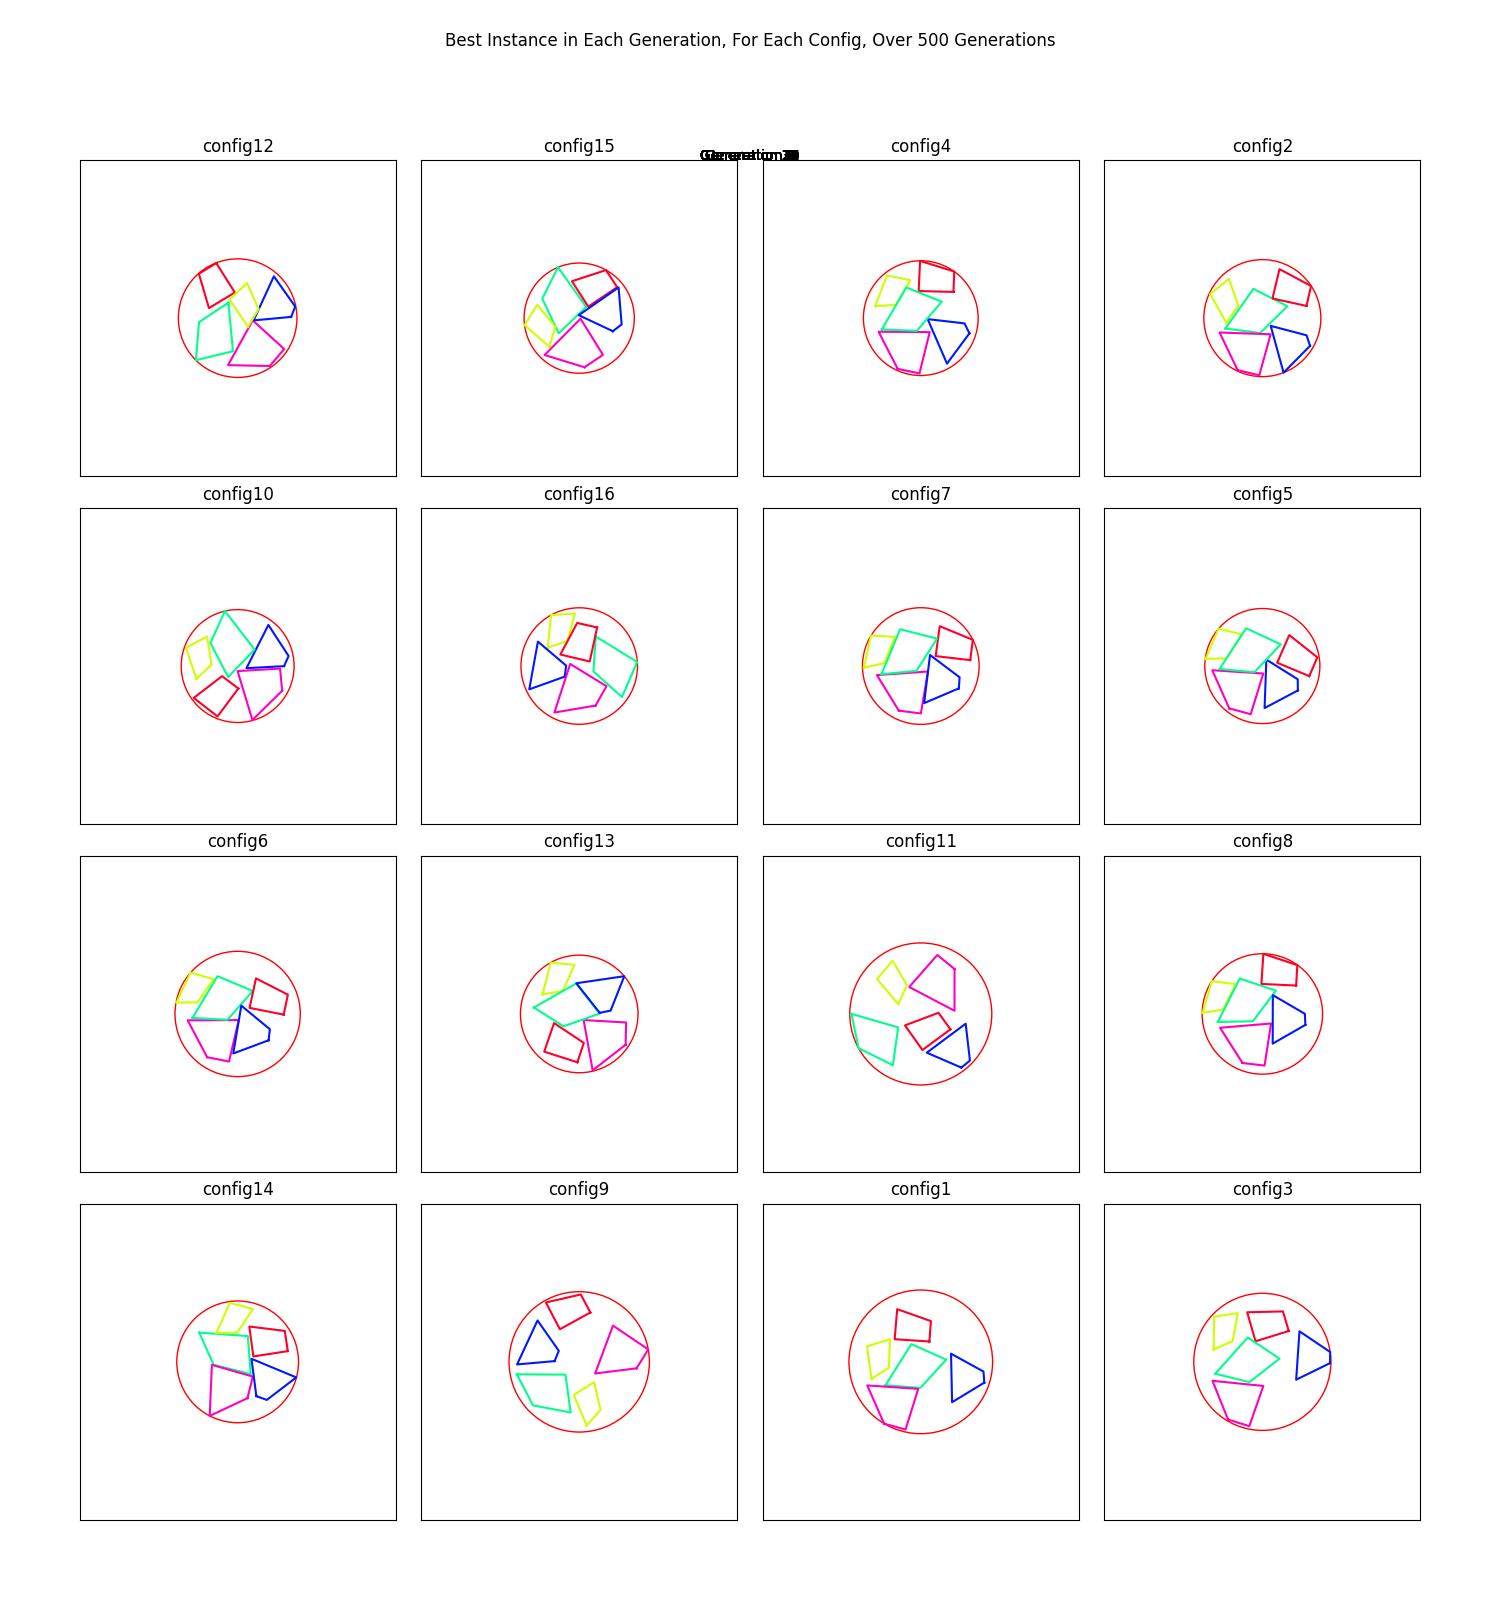 Best Instance in Each Generation, For Each Config, Over 500 Generations
config12
config15
config4
config2
config10
config16
config7
config5
config6
config13
config11
config8
config14
config9
config1
config3